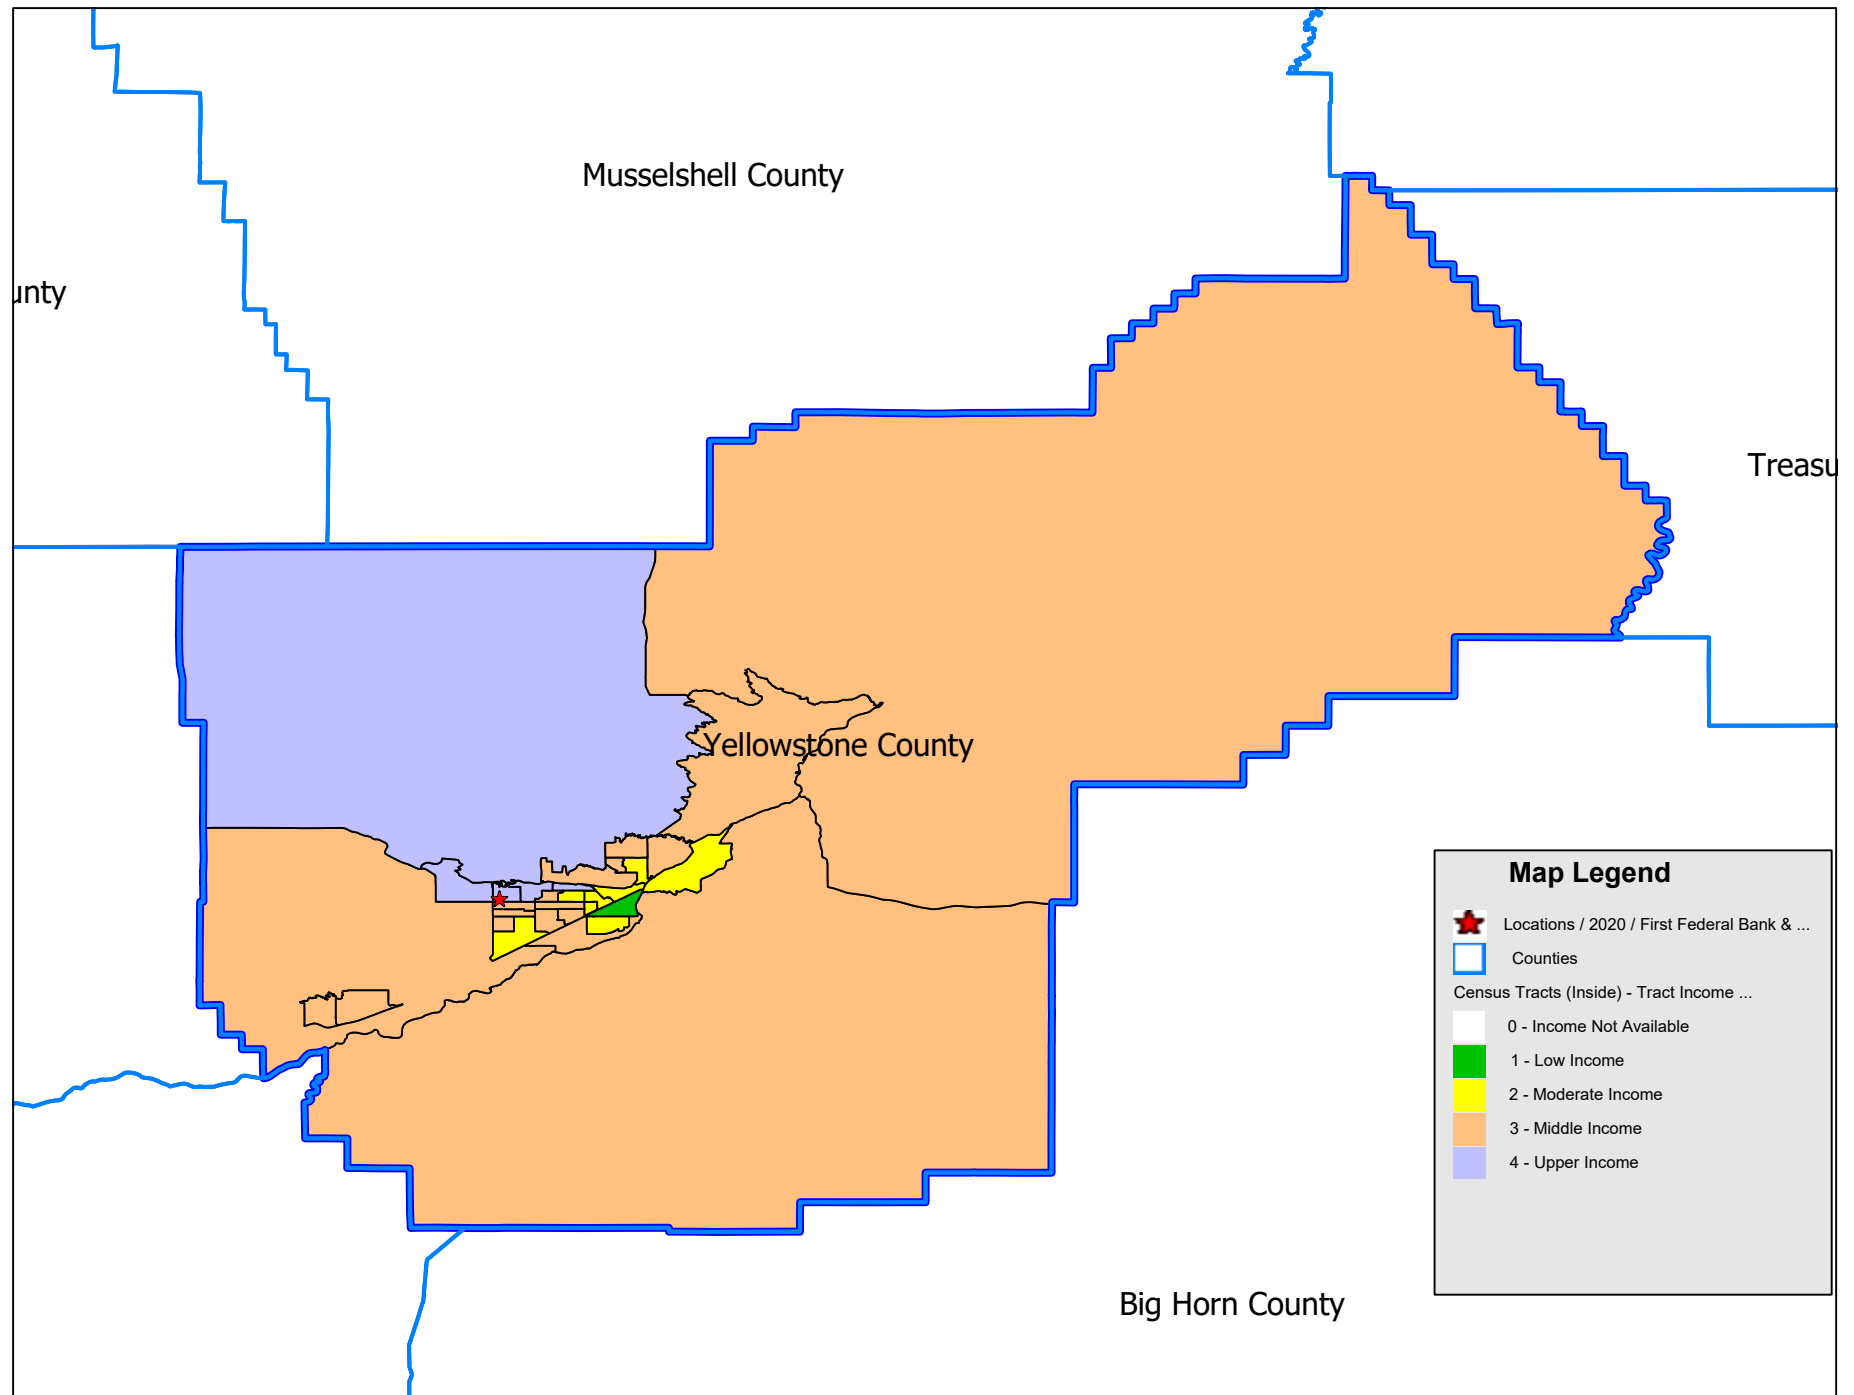 Musselshell County
unty
Treasu
Yellowstone County
Big Horn County
Map Legend
Locations / 2020 / First Federal Bank & ...
Counties
Census Tracts (Inside) - Tract Income ...
0 - Income Not Available
1 - Low Income
2 - Moderate Income
3 - Middle Income
4 - Upper Income